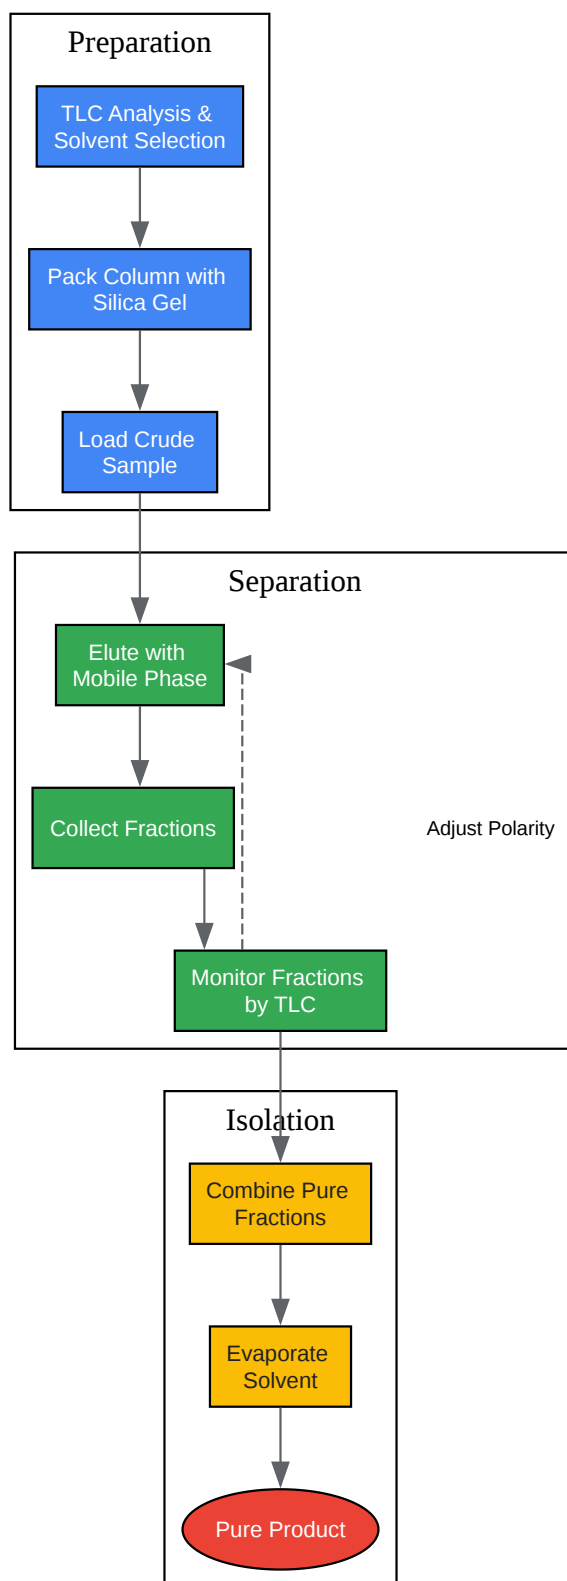 Preparation
TLC Analysis &
Solvent Selection
Pack Column with
Silica Gel
Load Crude
Sample
Separation
Elute with
Mobile Phase
Collect Fractions
Adjust Polarity
Monitor Fractions
by TLC
Isolation
Combine Pure
Fractions
Evaporate
Solvent
Pure Product